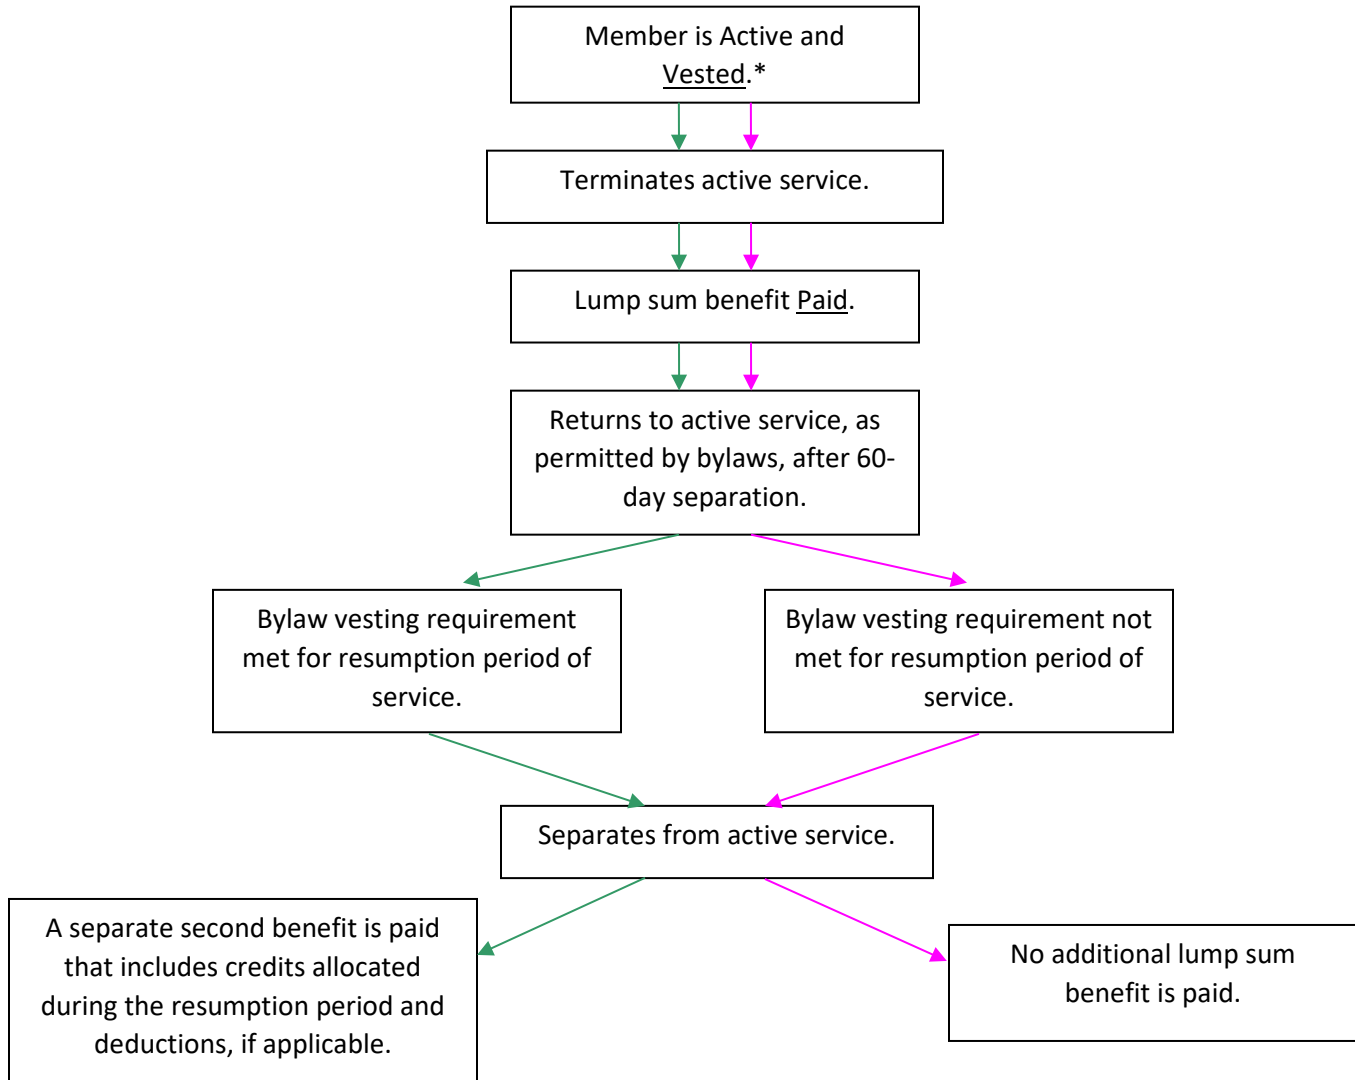 Member is Active and
Vested.*
Terminates active service.
Lump sum benefit Paid.
Returns to active service, as
permitted by bylaws, after 60-
day separation.
Bylaw vesting requirement
met for resumption period of
service.
Bylaw vesting requirement not
met for resumption period of
service.
Separates from active service.
A separate second benefit is paid
that includes credits allocated
during the resumption period and
deductions, if applicable.
No additional lump sum
benefit is paid.